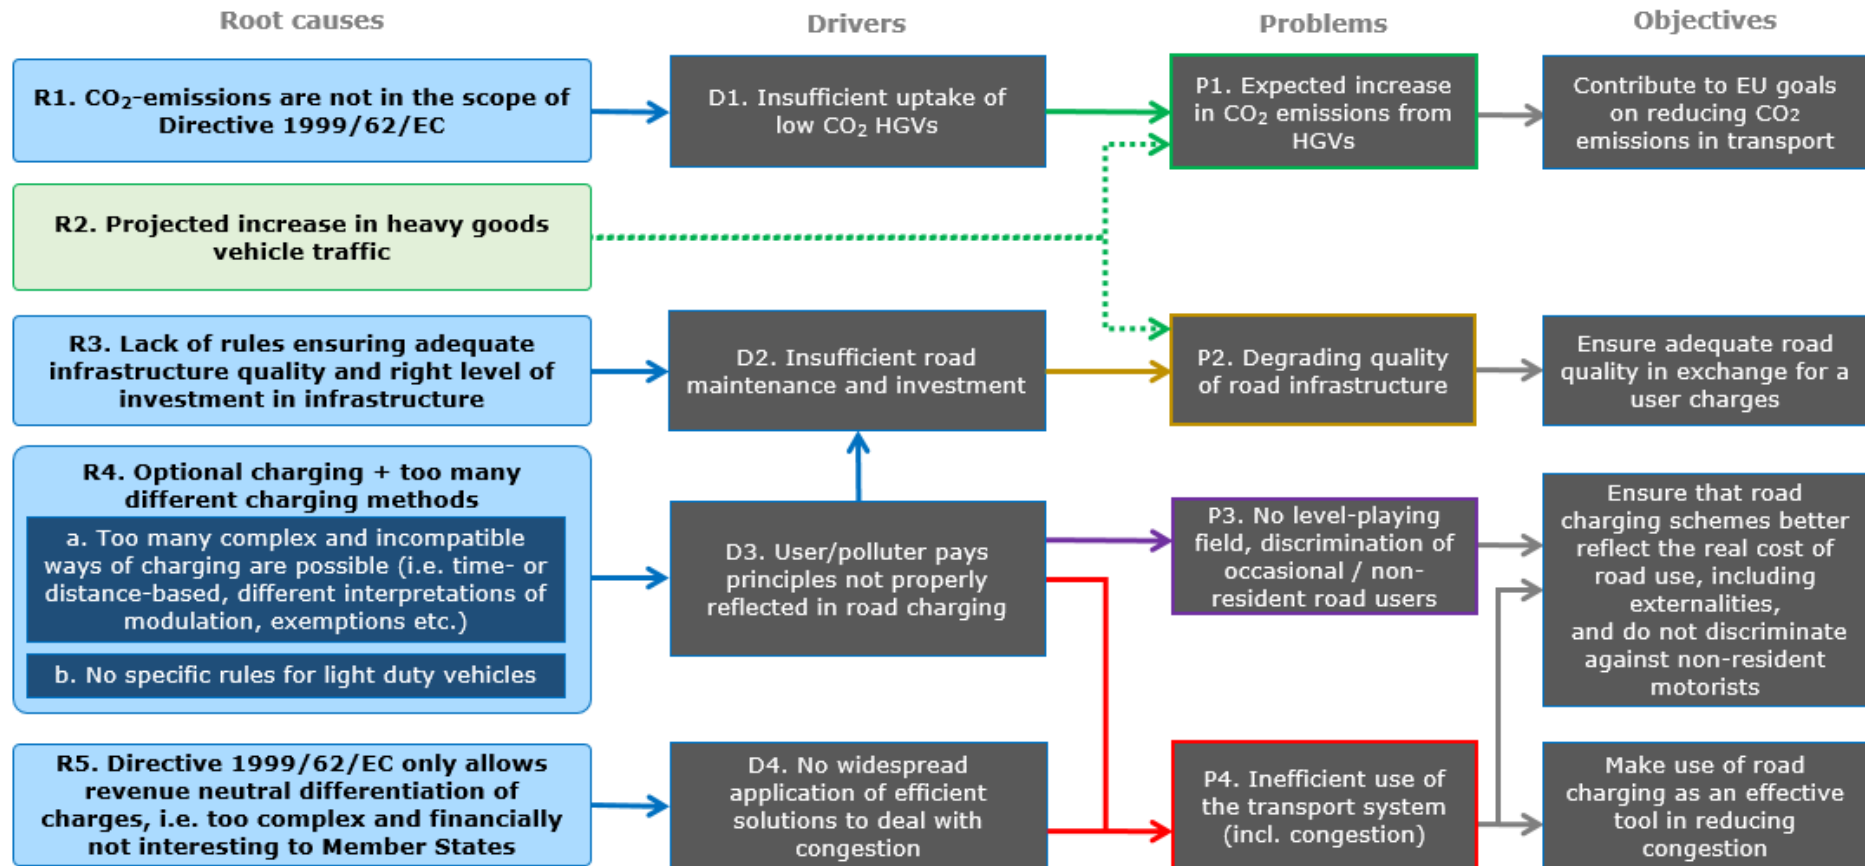 Root causes
Drivers
Problems
Objectives
R1. CO₂-emissions are not in the scope of
Directive 1999/62/EC
D1. Insufficient uptake of
low CO₂ HGVs
P1. Expected increase
in CO₂ emissions from
HGVs
Contribute to EU goals
on reducing CO₂
emissions in transport
R2. Projected increase in heavy goods
vehicle traffic
R3. Lack of rules ensuring adequate
infrastructure quality and right level of
investment in infrastructure
D2. Insufficient road
maintenance and investment
P2. Degrading quality
of road infrastructure
Ensure adequate road
quality in exchange for a
user charges
R4. Optional charging + too many
different charging methods
a. Too many complex and incompatible
ways of charging are possible (i.e. time- or
distance-based, different interpretations of
modulation, exemptions etc.)
b. No specific rules for light duty vehicles
D3. User/polluter pays
principles not properly
reflected in road charging
P3. No level-playing
field, discrimination of
occasional / non-
resident road users
Ensure that road
charging schemes better
reflect the real cost of
road use, including
externalities,
and do not discriminate
against non-resident
motorists
R5. Directive 1999/62/EC only allows
revenue neutral differentiation of
charges, i.e. too complex and financially
not interesting to Member States
D4. No widespread
application of efficient
solutions to deal with
congestion
P4. Inefficient use of
the transport system
(incl. congestion)
Make use of road
charging as an effective
tool in reducing
congestion